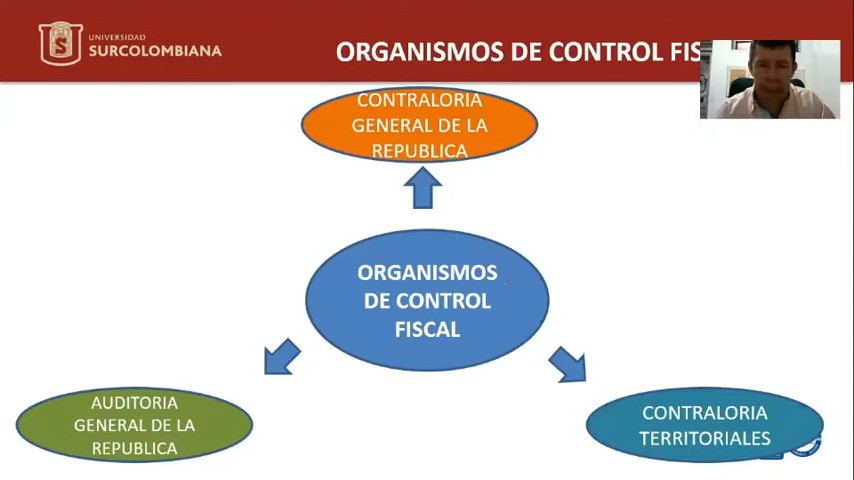 UNIVERSIDAD
SURCOLOMBIANA
ORGANISMOS DE CONTROL
CONTRALORIA
GENERAL DE LA
REPUBLICA
ORGANISMOS
DE CONTROL
FISCAL
AUDITORIA
GENERAL DE LA
REPUBLICA
CONTRALORIA
TERRITORIALES